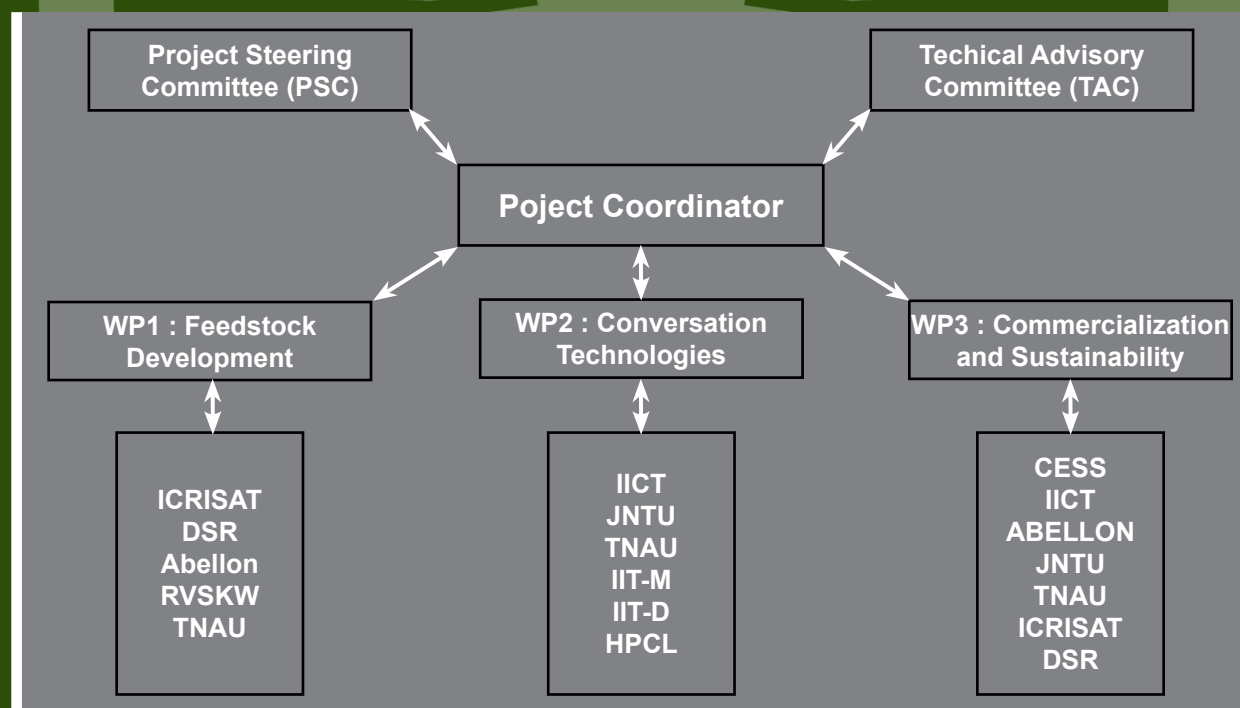 Project Steering
Committee (PSC)
Techical Advisory
Committee (TAC)
Poject Coordinator
WP1 : Feedstock
Development
WP2 : Conversation
Technologies
WP3 : Commercialization
and Sustainability
ICRISAT
DSR
Abellon
RVSKW
TNAU
IICT
JNTU
TNAU
IIT-M
IIT-D
HPCL
CESS
IICT
ABELLON
JNTU
TNAU
ICRISAT
DSR